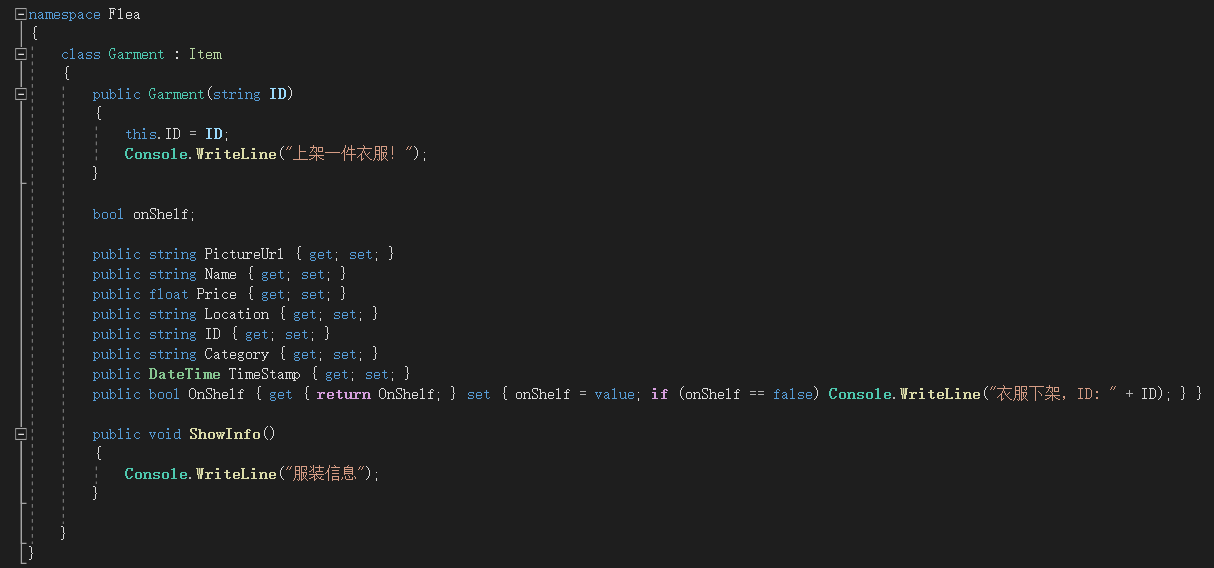 namespace Flea
{
class Garment : Item
{
public Garment(string ID)
{
this.ID = ID;
Console.WriteLine("上架一件衣服！");
}
bool onShelf;
public string PictureUrl { get; set; }
public string Name { get; set; }
public float Price { get; set; }
public string Location { get; set; }
public string ID { get; set; }
public string Category { get; set; }
public DateTime TimeStamp { get; set; }
public bool OnShelf { get { return OnShelf; } set { onShelf = value; if (onShelf == false) Console.WriteLine("衣服下架，ID：" + ID); } }
public void ShowInfo()
{
Console.WriteLine("服装信息");
}
}
}